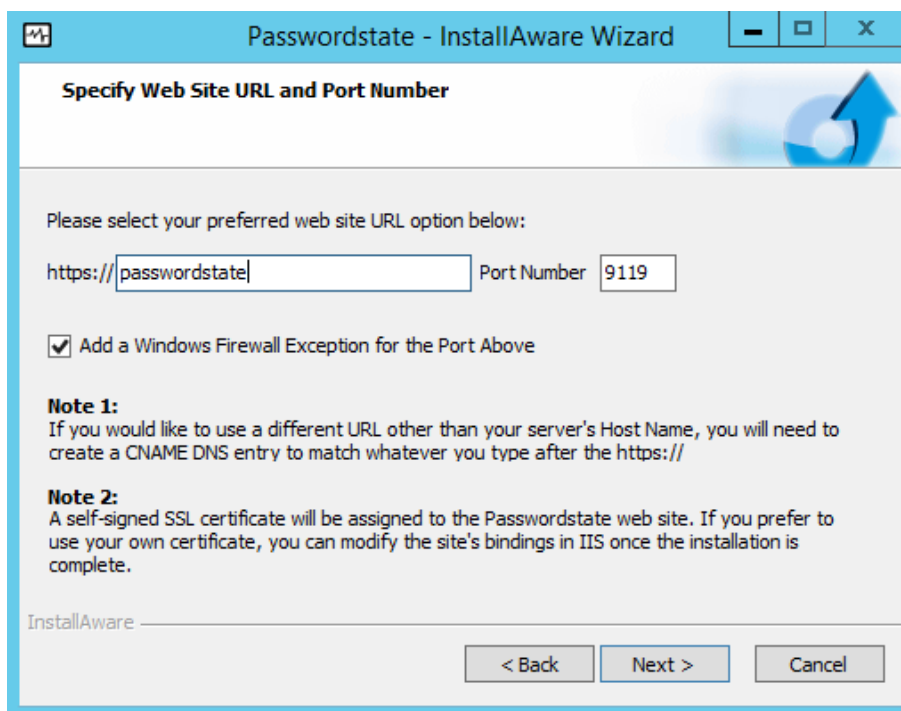 Passwordstate - InstallAware Wizard
Specify Web Site URL and Port Number
Please select your preferred web site URL option below:
https:// passwordstate Port Number 9119
Add a Windows Firewall Exception for the Port Above
Note 1:
If you would like to use a different URL other than your server's Host Name, you will need to
create a CNAME DNS entry to match whatever you type after the https://
Note 2:
A self-signed SSL certificate will be assigned to the Passwordstate web site. If you prefer to
use your own certificate, you can modify the site's bindings in IIS once the installation is
complete.
InstallAware
< Back Next > Cancel